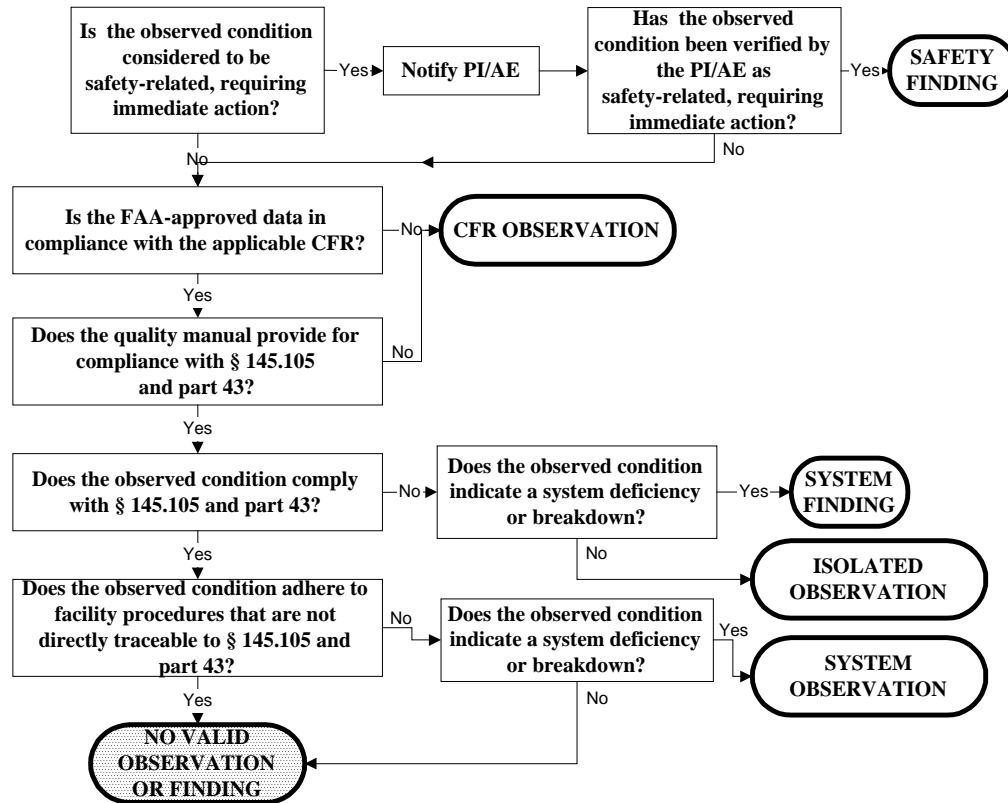 Is the observed condition
considered to be
safety-related, requiring
immediate action?
Yes
Notify PI/AE
Has the observed
condition been verified by
the PI/AE as
safety-related, requiring
immediate action?
Yes
SAFETY
FINDING
No
No
Is the FAA-approved data in
compliance with the applicable CFR?
No
CFR OBSERVATION
Yes
Does the quality manual provide for
compliance with § 145.105
and part 43?
No
Yes
Does the observed condition comply
with § 145.105 and part 43?
No
Does the observed condition
indicate a system deficiency
or breakdown?
Yes
SYSTEM
FINDING
No
ISOLATED
OBSERVATION
Yes
Does the observed condition adhere to
facility procedures that are not
directly traceable to § 145.105 and
part 43?
No
Does the observed condition
indicate a system deficiency
or breakdown?
Yes
SYSTEM
OBSERVATION
No
Yes
NO VALID
OBSERVATION
OR FINDING